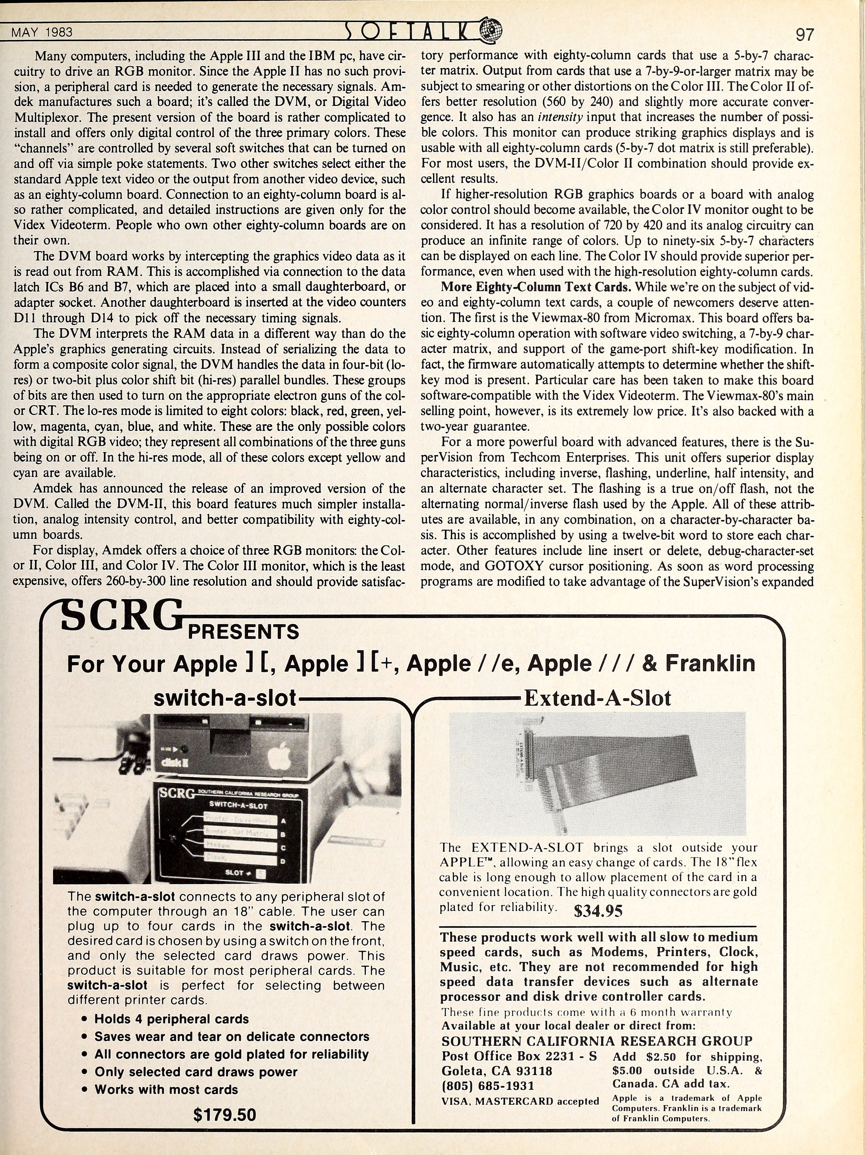 MAY 1983
SOFTALK
97
Many computers, including the Apple III and the IBM pc, have cir-
cuitry to drive an RGB monitor. Since the Apple II has no such provi-
sion, a peripheral card is needed to generate the necessary signals. Am-
dek manufactures such a board; it's called the DVM, or Digital Video
Multiplexor. The present version of the board is rather complicated to
install and offers only digital control of the three primary colors. These
"channels" are controlled by several soft switches that can be turned on
and off via simple poke statements. Two other switches select either the
standard Apple text video or the output from another video device, such
as an eighty-column board. Connection to an eighty-column board is al-
so rather complicated, and detailed instructions are given only for the
Videx Videoterm. People who own other eighty-column boards are on
their own.
The DVM board works by intercepting the graphics video data as it
is read out from RAM. This is accomplished via connection to the data
latch ICs B6 and B7, which are placed into a small daughterboard, or
adapter socket. Another daughterboard is inserted at the video counters
D11 through D14 to pick off the necessary timing signals.
The DVM interprets the RAM data in a different way than do the
Apple's graphics generating circuits. Instead of serializing the data to
form a composite color signal, the DVM handles the data in four-bit (lo-
res) or two-bit plus color shift bit (hi-res) parallel bundles. These groups
of bits are then used to turn on the appropriate electron guns of the col-
or CRT. The lo-res mode is limited to eight colors: black, red, green, yel-
low, magenta, cyan, blue, and white. These are the only possible colors
with digital RGB video; they represent all combinations of the three guns
being on or off. In the hi-res mode, all of these colors except yellow and
cyan are available.
Amdek has announced the release of an improved version of the
DVM. Called the DVM-II, this board features much simpler installa-
tion, analog intensity control, and better compatibility with eighty-col-
umn boards.
For display, Amdek offers a choice of three RGB monitors: the Col-
or II, Color III, and Color IV. The Color III monitor, which is the least
expensive, offers 260-by-300 line resolution and should provide satisfac-
tory performance with eighty-column cards that use a 5-by-7 charac-
ter matrix. Output from cards that use a 7-by-9-or-larger matrix may be
subject to smearing or other distortions on the Color III. The Color II of-
fers better resolution (560 by 240) and slightly more accurate conver-
gence. It also has an intensity input that increases the number of possi-
ble colors. This monitor can produce striking graphics displays and is
usable with all eighty-column cards (5-by-7 dot matrix is still preferable).
For most users, the DVM-II/Color II combination should provide ex-
cellent results.
If higher-resolution RGB graphics boards or a board with analog
color control should become available, the Color IV monitor ought to be
considered. It has a resolution of 720 by 420 and its analog circuitry can
produce an infinite range of colors. Up to ninety-six 5-by-7 characters
can be displayed on each line. The Color IV should provide superior per-
formance, even when used with the high-resolution eighty-column cards.
More Eighty-Column Text Cards. While we're on the subject of vid-
eo and eighty-column text cards, a couple of newcomers deserve atten-
tion. The first is the Viewmax-80 from Micromax. This board offers ba-
sic eighty-column operation with software video switching, a 7-by-9 char-
acter matrix, and support of the game-port shift-key modification. In
fact, the firmware automatically attempts to determine whether the shift-
key mod is present. Particular care has been taken to make this board
software-compatible with the Videx Videoterm. The Viewmax-80's main
selling point, however, is its extremely low price. It's also backed with a
two-year guarantee.
For a more powerful board with advanced features, there is the Su-
perVision from Techcom Enterprises. This unit offers superior display
characteristics, including inverse, flashing, underline, half intensity, and
an alternate character set. The flashing is a true on/off flash, not the
alternating normal/inverse flash used by the Apple. All of these attrib-
utes are available, in any combination, on a character-by-character ba-
sis. This is accomplished by using a twelve-bit word to store each char-
acter. Other features include line insert or delete, debug-character-set
mode, and GOTOXY cursor positioning. As soon as word processing
programs are modified to take advantage of the SuperVision's expanded
SCRG PRESENTS
For Your Apple ][, Apple ][+, Apple //e, Apple /// & Franklin
switch-a-slot
disk II
SCRG SOUTHERN CALIFORNIA RESEARCH GROUP
SWITCH-A-SLOT
A
B
C
D
SLOT
The switch-a-slot connects to any peripheral slot of
the computer through an 18" cable. The user can
plug up to four cards in the switch-a-slot. The
desired card is chosen by using a switch on the front,
and only the selected card draws power. This
product is suitable for most peripheral cards. The
switch-a-slot is perfect for selecting between
different printer cards.
• Holds 4 peripheral cards
• Saves wear and tear on delicate connectors
• All connectors are gold plated for reliability
• Only selected card draws power
• Works with most cards
$179.50
Extend-A-Slot
The EXTEND-A-SLOT brings a slot outside your
APPLE™, allowing an easy change of cards. The 18" flex
cable is long enough to allow placement of the card in a
convenient location. The high quality connectors are gold
plated for reliability. $34.95
These products work well with all slow to medium
speed cards, such as Modems, Printers, Clock,
Music, etc. They are not recommended for high
speed data transfer devices such as alternate
processor and disk drive controller cards.
These fine products come with a 6 month warranty
Available at your local dealer or direct from:
SOUTHERN CALIFORNIA RESEARCH GROUP
Post Office Box 2231 - S
Goleta, CA 93118
(805) 685-1931
VISA, MASTERCARD accepted
Add $2.50 for shipping,
$5.00 outside U.S.A. &
Canada. CA add tax.
Apple is a trademark of Apple
Computers. Franklin is a trademark
of Franklin Computers.